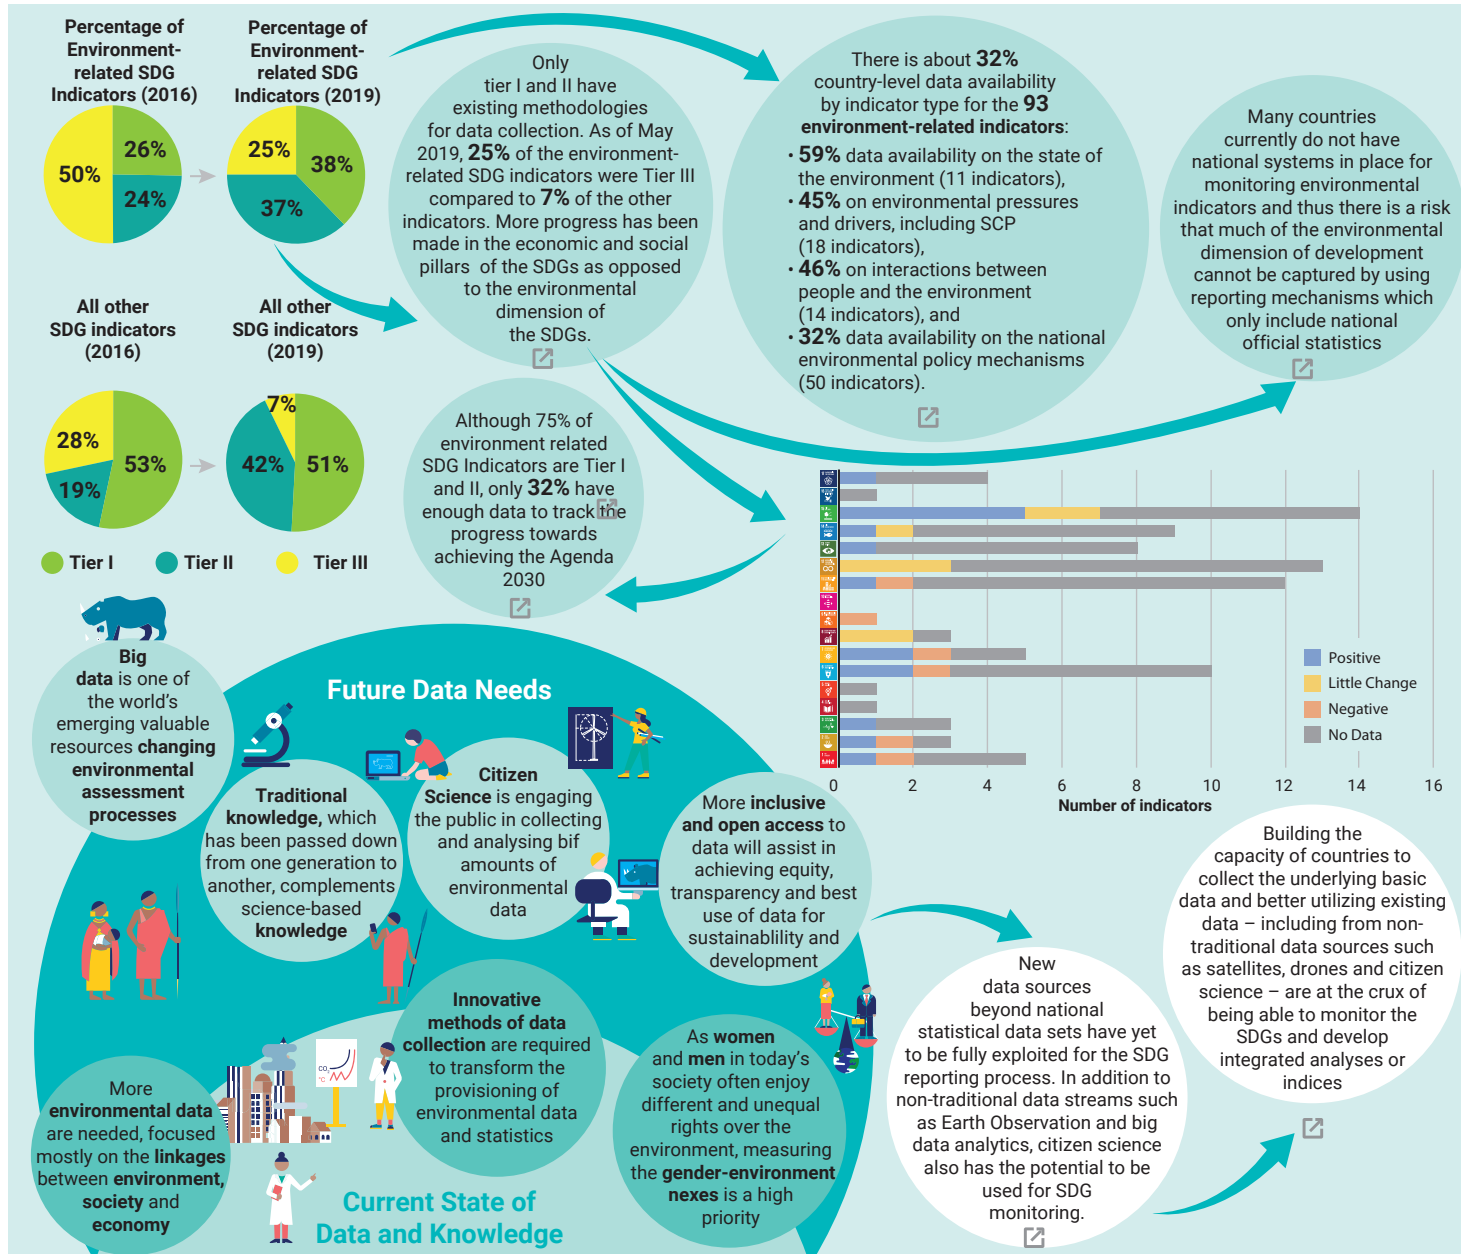 Percentage of
Environment-
related SDG
Indicators (2016)
Percentage of
Environment-
related SDG
Indicators (2019)
50%
26%
24%
25%
38%
37%
All other
SDG indicators
(2016)
All other
SDG indicators
(2019)
28%
53%
19%
7%
42%
51%
Tier I
Tier II
Tier III
Only
tier I and II have
existing methodologies
for data collection. As of May
2019, 25% of the environment-
related SDG indicators were Tier III
compared to 7% of the other
indicators. More progress has been
made in the economic and social
pillars of the SDGs as opposed
to the environmental
dimension of
the SDGs.
There is about 32%
country-level data availability
by indicator type for the 93
environment-related indicators:
· 59% data availability on the state of
the environment (11 indicators),
· 45% on environmental pressures
and drivers, including SCP
(18 indicators),
· 46% on interactions between
people and the environment
(14 indicators), and
· 32% data availability on the national
environmental policy mechanisms
(50 indicators).
Many countries
currently do not have
national systems in place for
monitoring environmental
indicators and thus there is a risk
that much of the environmental
dimension of development
cannot be captured by using
reporting mechanisms which
only include national
official statistics
Although 75% of
environment related
SDG Indicators are Tier I
and II, only 32% have
enough data to track the
progress towards
achieving the Agenda
2030
Positive
Little Change
Negative
No Data
0 2 4 6 8 10 12 14 16
Number of indicators
Future Data Needs
Big
data is one of
the world's
emerging valuable
resources changing
environmental
assessment
processes
Traditional
knowledge, which
has been passed down
from one generation to
another, complements
science-based
knowledge
Citizen
Science is engaging
the public in collecting
and analysing bif
amounts of
environmental
data
More inclusive
and open access to
data will assist in
achieving equity,
transparency and best
use of data for
sustainablility and
development
More
environmental data
are needed, focused
mostly on the linkages
between environment,
society and
economy
CO2
°C
Innovative
methods of data
collection are required
to transform the
provisioning of
environmental data
and statistics
As women
and men in today's
society often enjoy
different and unequal
rights over the
environment, measuring
the gender-environment
nexes is a high
priority
Current State of
Data and Knowledge
New
data sources
beyond national
statistical data sets have yet
to be fully exploited for the SDG
reporting process. In addition to
non-traditional data streams such
as Earth Observation and big
data analytics, citizen science
also has the potential to be
used for SDG
monitoring.
Building the
capacity of countries to
collect the underlying basic
data and better utilizing existing
data – including from non-
traditional data sources such
as satellites, drones and citizen
science – are at the crux of
being able to monitor the
SDGs and develop
integrated analyses or
indices